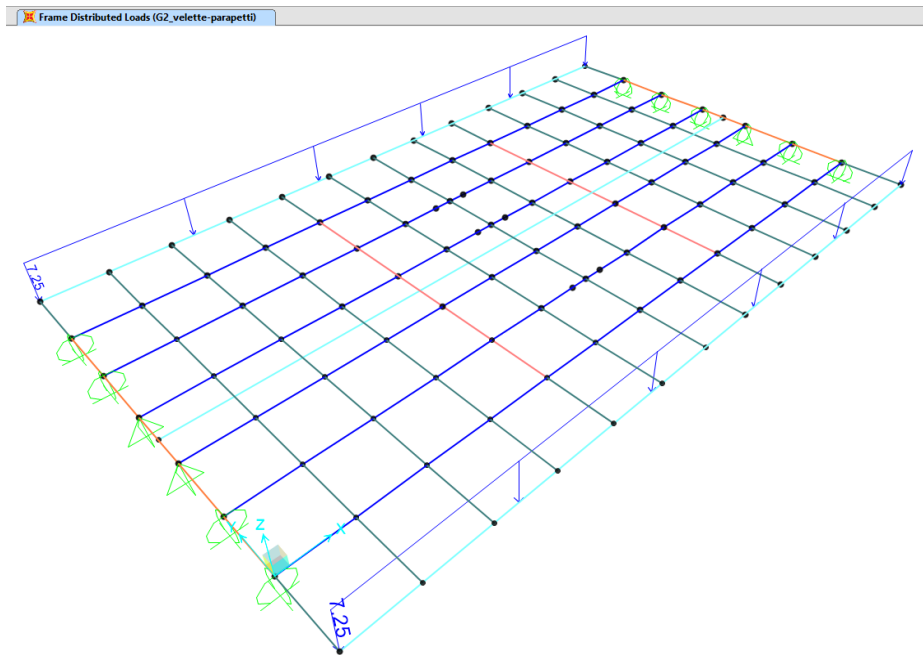 Frame Distributed Loads (G2_velette-parapetti)
7.25
Z
X
Y
7.25